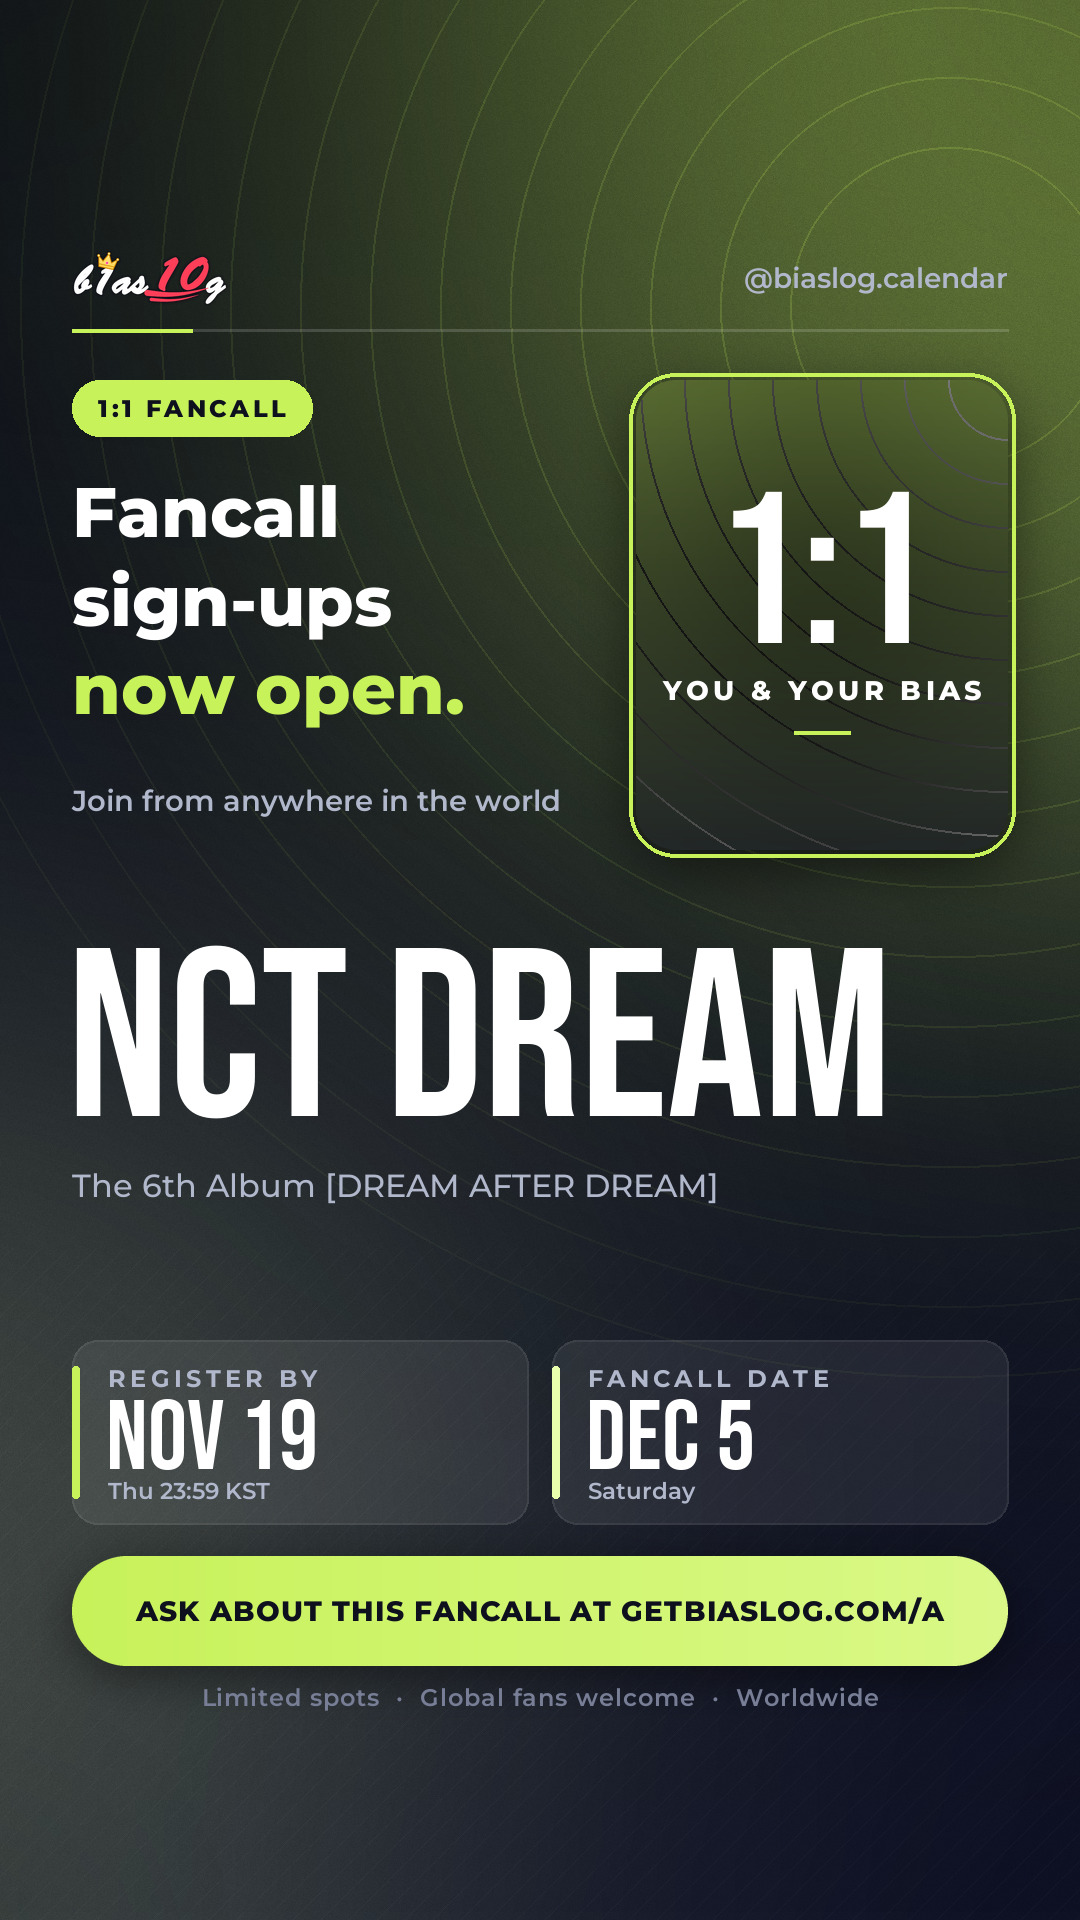 b1as10g
@biaslog.calendar
1:1 FANCALL
Fancall
sign-ups
now open.
Join from anywhere in the world
1:1
YOU & YOUR BIAS
NCT DREAM
The 6th Album [DREAM AFTER DREAM]
REGISTER BY
NOV 19
Thu 23:59 KST
FANCALL DATE
DEC 5
Saturday
ASK ABOUT THIS FANCALL AT GETBIASLOG.COM/A
Limited spots · Global fans welcome · Worldwide